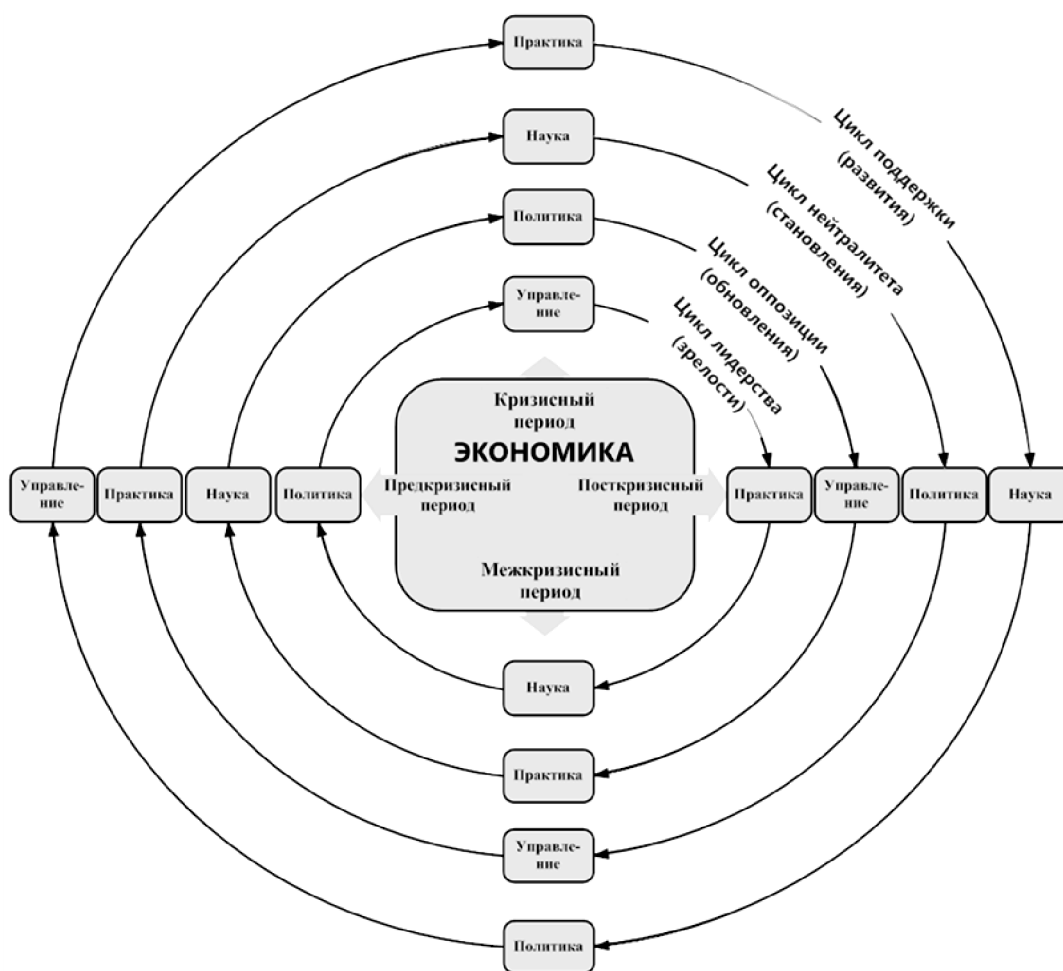 Практика
Цикл поддержки
(развития)
Наука
Цикл нейтралитета
(становления)
Политика
Цикл оппозиции
(обновления)
Управле-
ние
Цикл лидерства
(зрелости)
Кризисный
период
ЭКОНОМИКА
Предкризисный
период
Посткризисный
период
Межкризисный
период
Управле-
ние
Практика
Наука
Политика
Практика
Управле-
ние
Политика
Наука
Наука
Практика
Управле-
ние
Политика